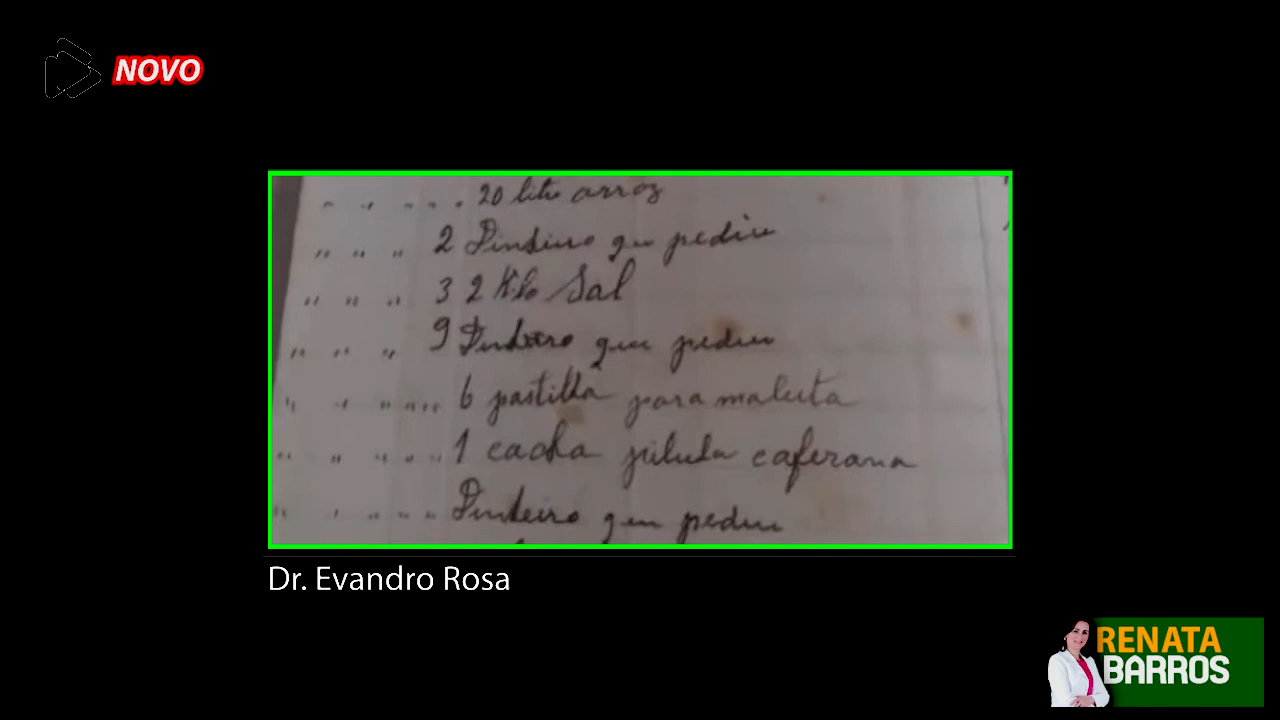 NOVO
" " " " " 20 litro arroz
" " " 2 Dinheiro que pediu
" " " 3 2 Kilo Sal
" " " 9 Dinheiro que pediu
" " " " " 6 pastilha para maleita
" " " " " 1 caicha pilula caferana
" " " " " Dinheiro que pediu
Dr. Evandro Rosa
RENATA
BARROS